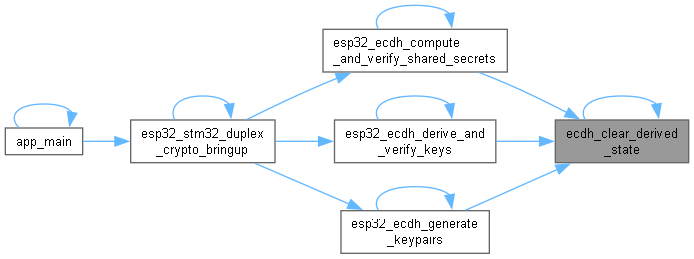 esp32_ecdh_compute
_and_verify_shared_secrets
app_main
esp32_stm32_duplex
_crypto_bringup
esp32_ecdh_derive_and
_verify_keys
ecdh_clear_derived
_state
esp32_ecdh_generate
_keypairs